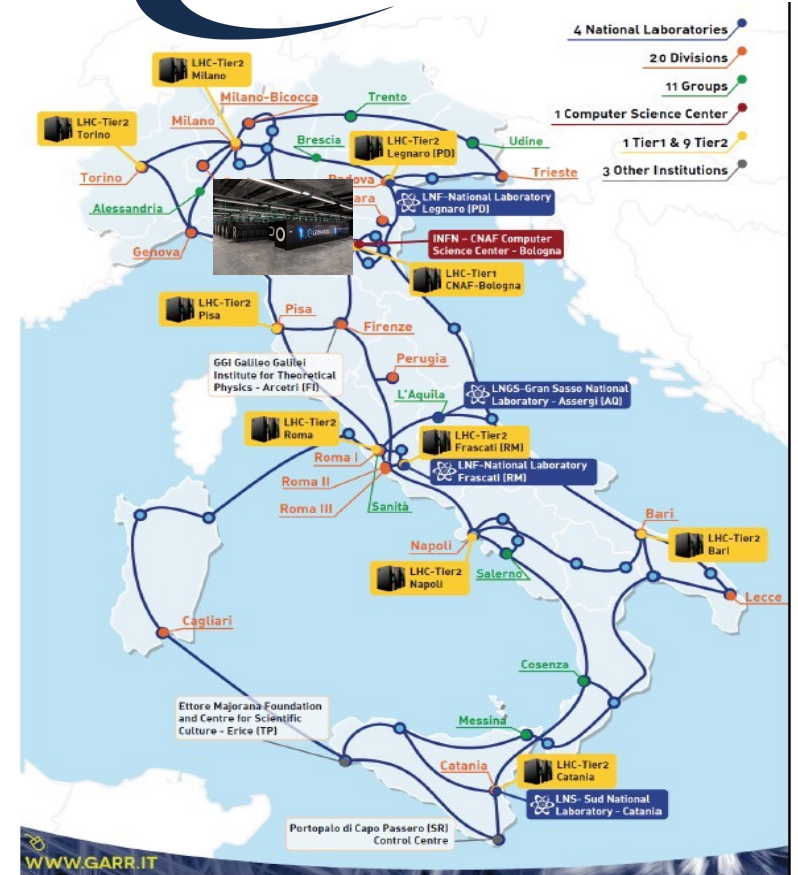 4 National Laboratories
20 Divisions
11 Groups
1 Computer Science Center
1 Tier1 & 9 Tier2
3 Other Institutions
LHC-Tier2
Milano
Milano-Bicocca
Trento
LHC-Tier2
Torino
Milano
Brescia
LHC-Tier2
Legnaro (PD)
Udine
Torino
Padova
Trieste
Alessandria
LNF-National Laboratory
Legnaro (PD)
ara
Genova
INFN – CNAF Computer
Science Center - Bologna
LHC-Tier1
CNAF-Bologna
LHC-Tier2
Pisa
Pisa
Firenze
GGI Galileo Galilei
Institute for Theoretical
Physics - Arcetri (FI)
Perugia
L'Aquila
LNGS-Gran Sasso National
Laboratory - Assergi (AQ)
LHC-Tier2
Roma
LHC-Tier2
Frascati (RM)
Roma I
LNF-National Laboratory
Frascati (RM)
Roma II
Roma III
Sanità
Bari
Napoli
LHC-Tier2
Bari
LHC-Tier2
Napoli
Salerno
Lecce
Cagliari
Cosenza
Ettore Majorana Foundation
and Centre for Scientific
Culture - Erice (TP)
Messina
Catania
LHC-Tier2
Catania
LNS- Sud National
Laboratory - Catania
Portopalo di Capo Passero (SR)
Control Centre
WWW.GARR.IT